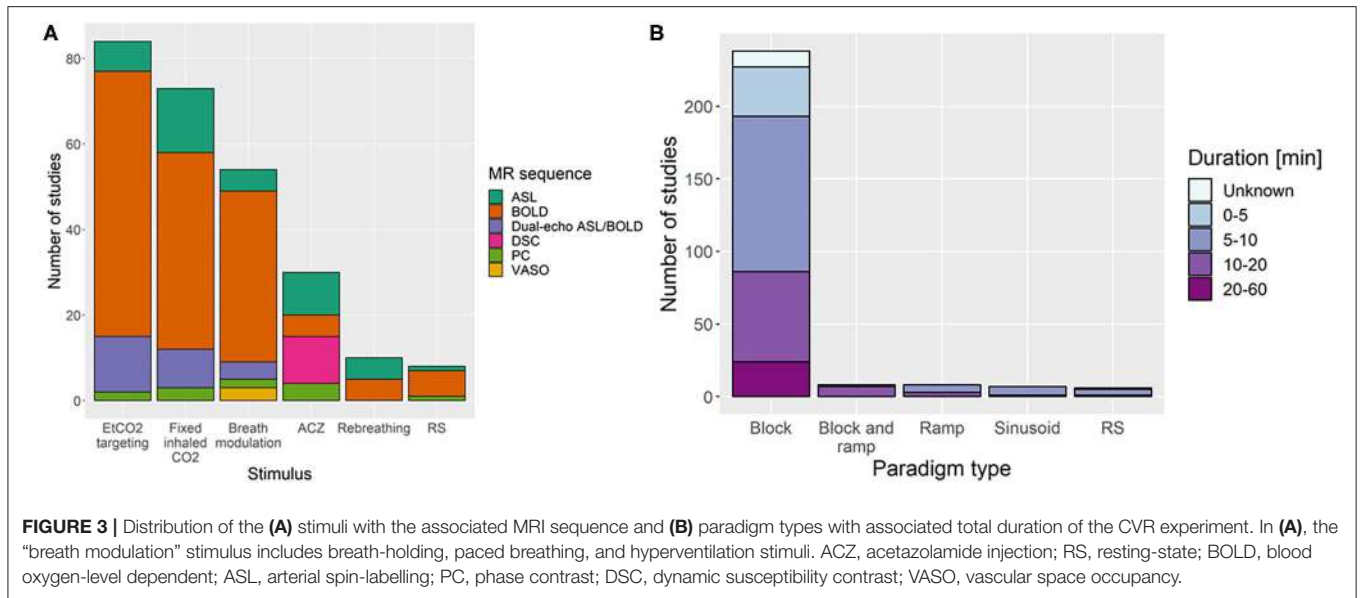 A
Number of studies
80
60
40
20
0
EtCO2 targeting
Fixed inhaled CO2
Breath modulation
ACZ
Rebreathing
RS
Stimulus
MR sequence
ASL
BOLD
Dual-echo ASL/BOLD
DSC
PC
VASO
B
Number of studies
200
150
100
50
0
Block
Block and ramp
Ramp
Sinusoid
RS
Paradigm type
Duration [min]
Unknown
0-5
5-10
10-20
20-60
FIGURE 3 | Distribution of the (A) stimuli with the associated MRI sequence and (B) paradigm types with associated total duration of the CVR experiment. In (A), the
"breath modulation" stimulus includes breath-holding, paced breathing, and hyperventilation stimuli. ACZ, acetazolamide injection; RS, resting-state; BOLD, blood
oxygen-level dependent; ASL, arterial spin-labelling; PC, phase contrast; DSC, dynamic susceptibility contrast; VASO, vascular space occupancy.